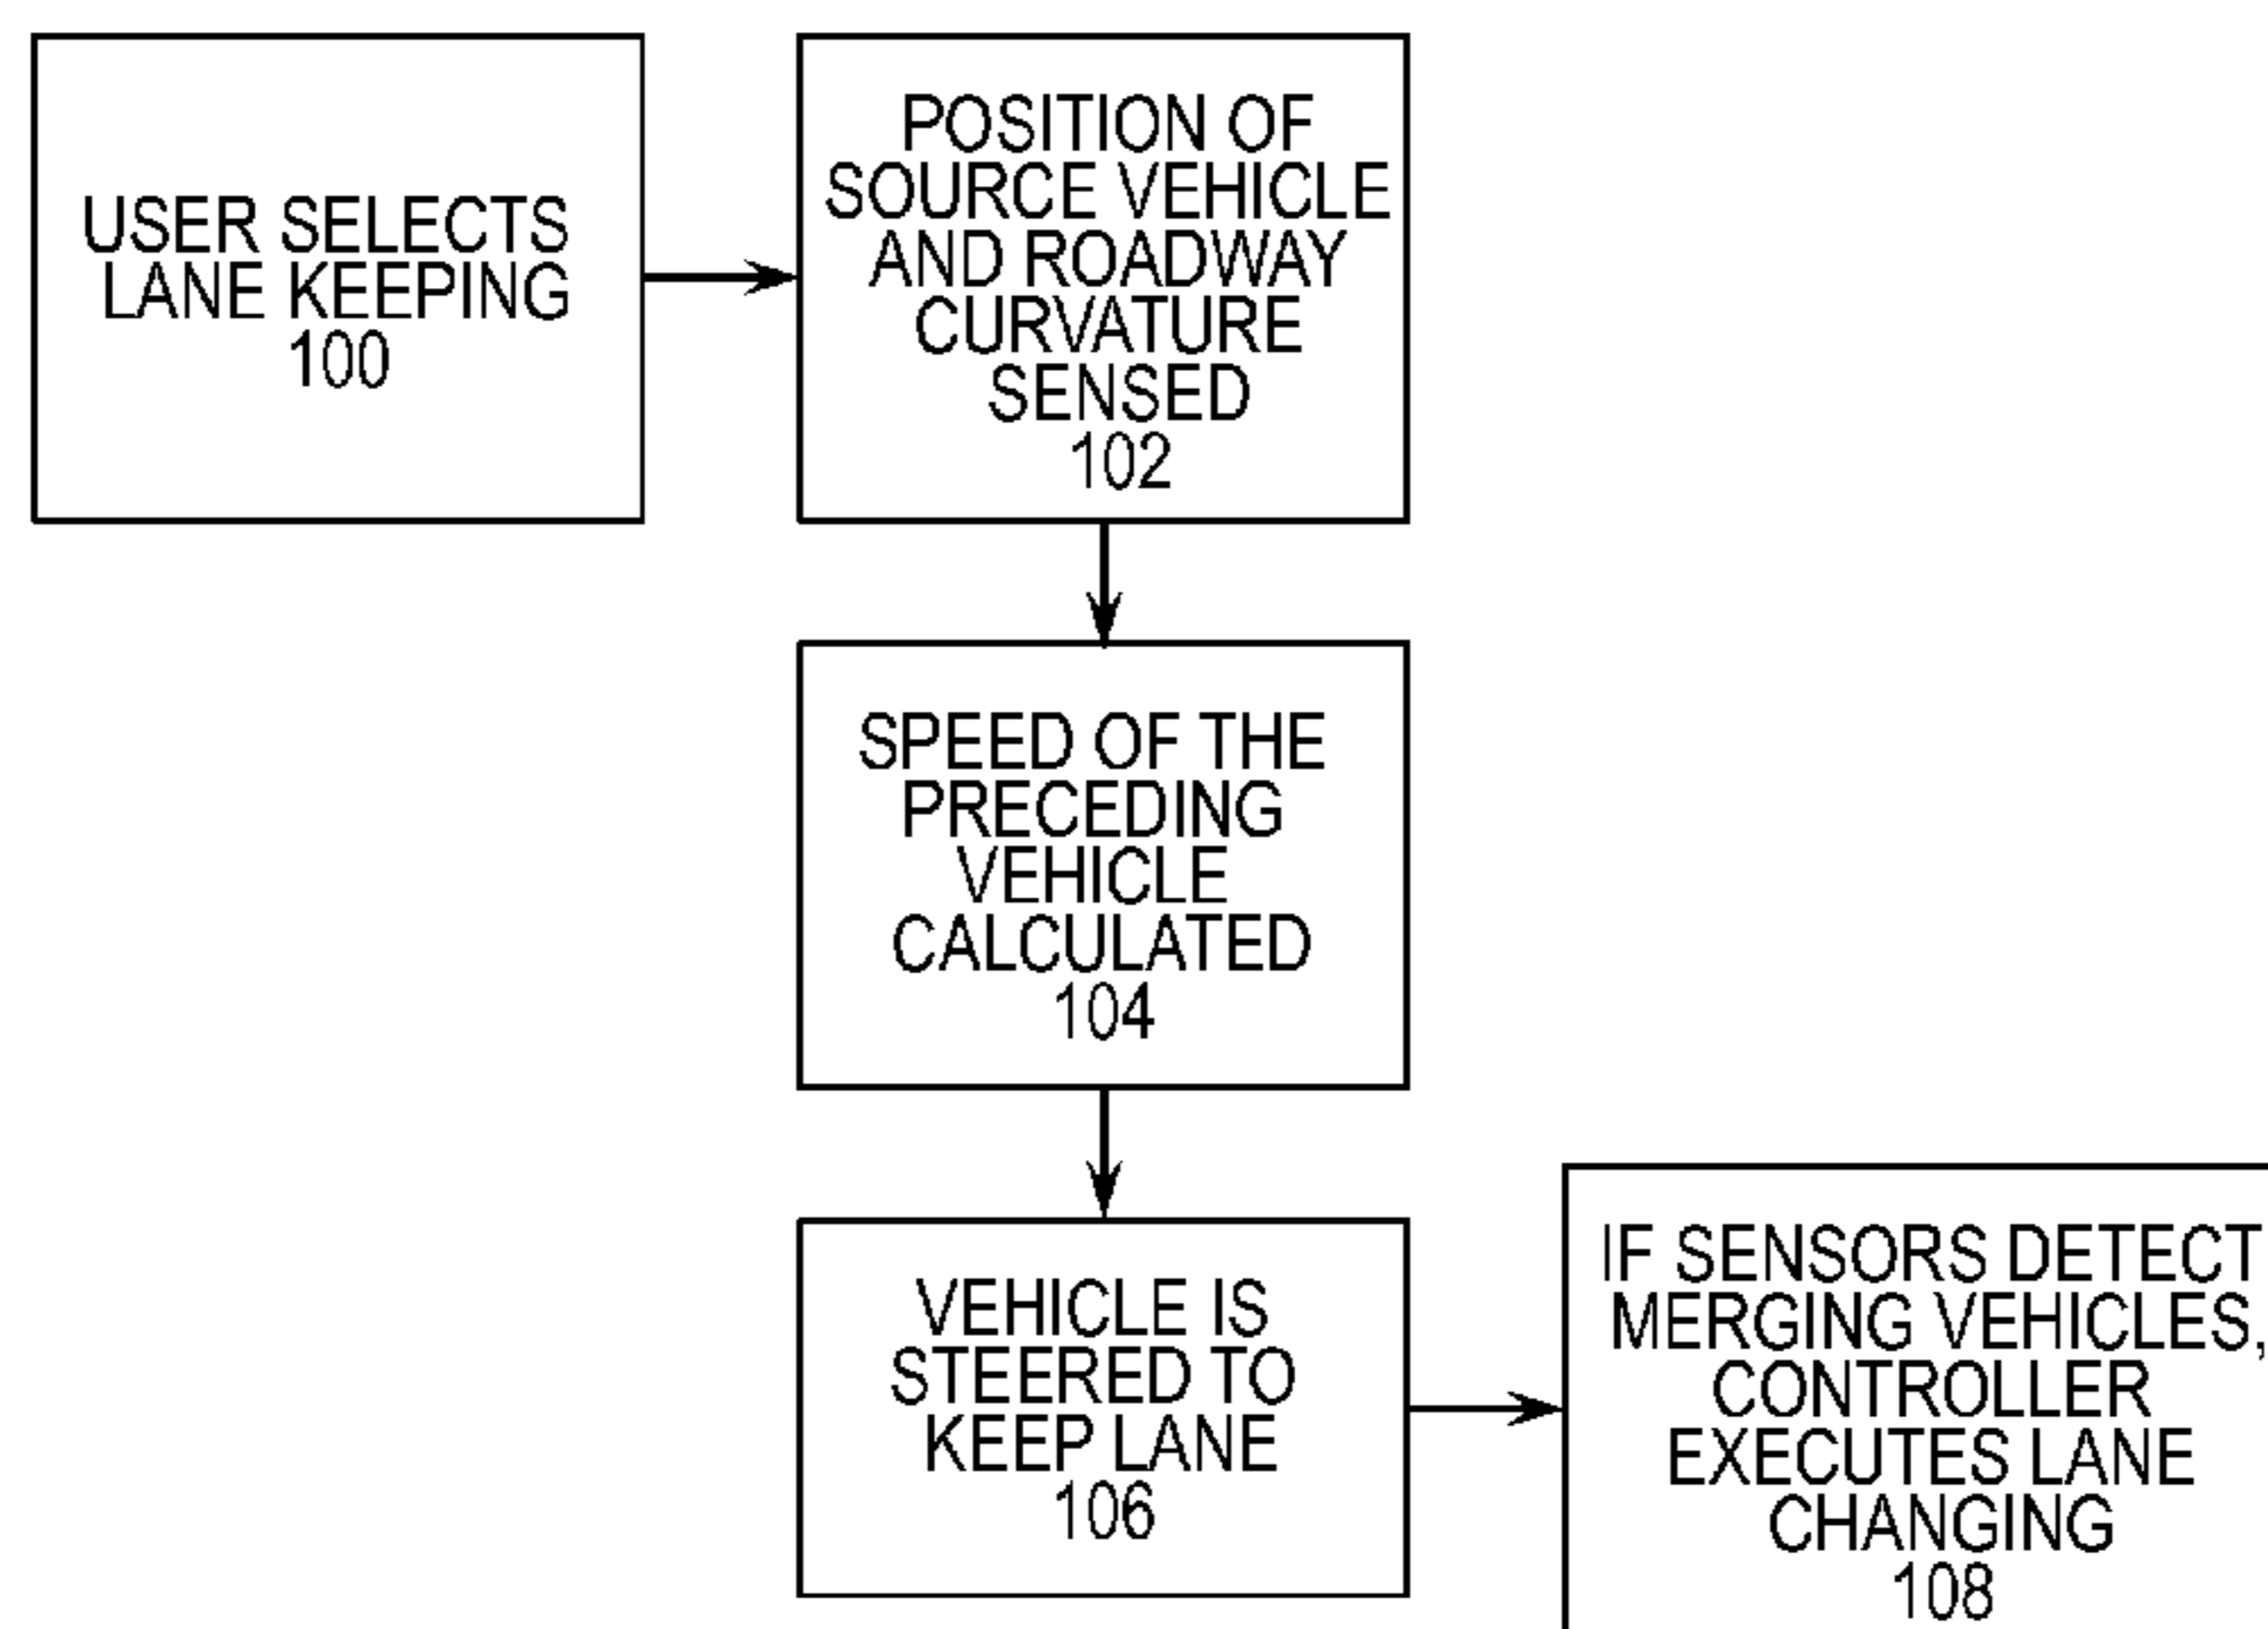 USER SELECTS
LANE KEEPING
100
POSITION OF
SOURCE VEHICLE
AND ROADWAY
CURVATURE
SENSED
102
SPEED OF THE
PRECEDING
VEHICLE
CALCULATED
104
VEHICLE IS
STEERED TO
KEEP LANE
106
IF SENSORS DETECT
MERGING VEHICLES,
CONTROLLER
EXECUTES LANE
CHANGING
108